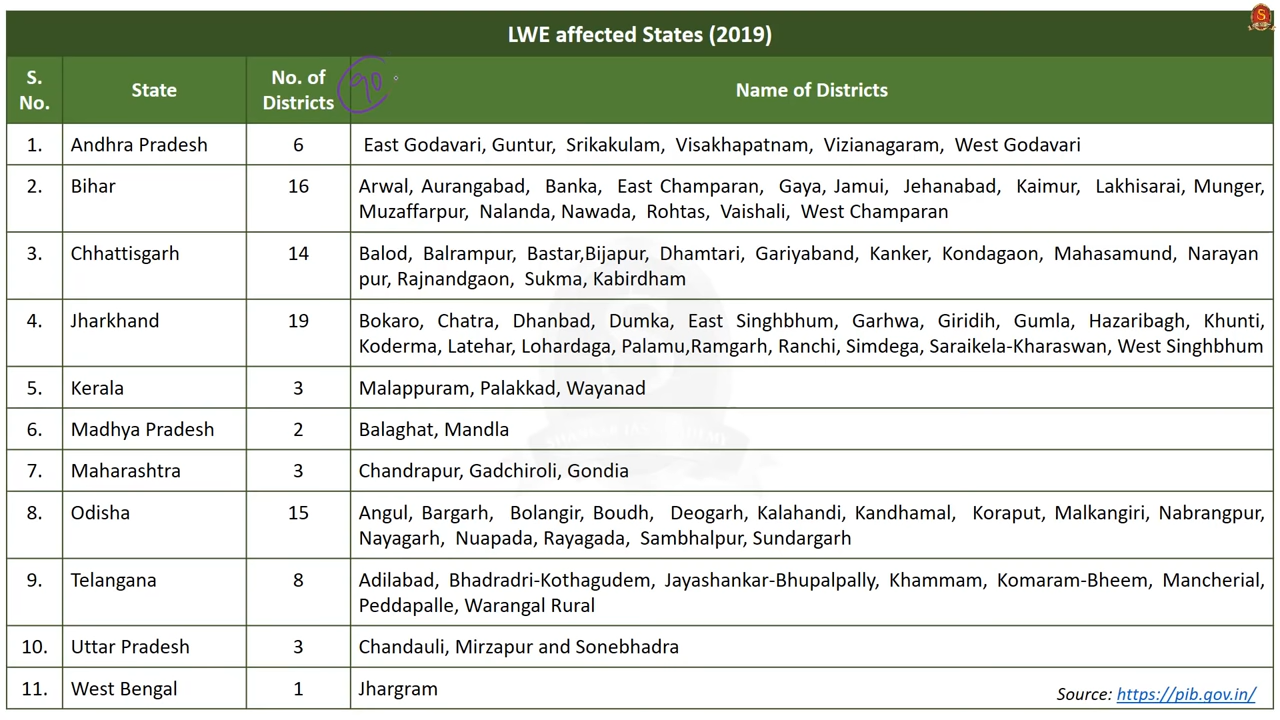 LWE affected States (2019)
S. No. State No. of Districts 90 Name of Districts
1. Andhra Pradesh 6 East Godavari, Guntur, Srikakulam, Visakhapatnam, Vizianagaram, West Godavari
2. Bihar 16 Arwal, Aurangabad, Banka, East Champaran, Gaya, Jamui, Jehanabad, Kaimur, Lakhisarai, Munger,
Muzaffarpur, Nalanda, Nawada, Rohtas, Vaishali, West Champaran
3. Chhattisgarh 14 Balod, Balrampur, Bastar,Bijapur, Dhamtari, Gariyaband, Kanker, Kondagaon, Mahasamund, Narayan
pur, Rajnandgaon, Sukma, Kabirdham
4. Jharkhand 19 Bokaro, Chatra, Dhanbad, Dumka, East Singhbhum, Garhwa, Giridih, Gumla, Hazaribagh, Khunti,
Koderma, Latehar, Lohardaga, Palamu,Ramgarh, Ranchi, Simdega, Saraikela-Kharaswan, West Singhbhum
5. Kerala 3 Malappuram, Palakkad, Wayanad
6. Madhya Pradesh 2 Balaghat, Mandla
7. Maharashtra 3 Chandrapur, Gadchiroli, Gondia
8. Odisha 15 Angul, Bargarh, Bolangir, Boudh, Deogarh, Kalahandi, Kandhamal, Koraput, Malkangiri, Nabrangpur,
Nayagarh, Nuapada, Rayagada, Sambhalpur, Sundargarh
9. Telangana 8 Adilabad, Bhadradri-Kothagudem, Jayashankar-Bhupalpally, Khammam, Komaram-Bheem, Mancherial,
Peddapalle, Warangal Rural
10. Uttar Pradesh 3 Chandauli, Mirzapur and Sonebhadra
11. West Bengal 1 Jhargram
Source: https://pib.gov.in/